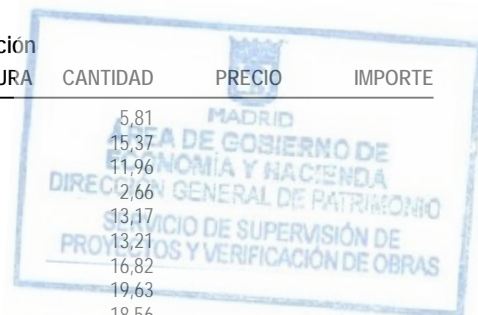 ción
URA CANTIDAD PRECIO IMPORTE
5,81
15,37
11,96
2,66
13,17
13,21
16,82
19,63
18,56
MADRID
ÁREA DE GOBIERNO DE
ECONOMÍA Y HACIENDA
DIRECCIÓN GENERAL DE PATRIMONIO
SERVICIO DE SUPERVISIÓN DE
PROYECTOS Y VERIFICACIÓN DE OBRAS